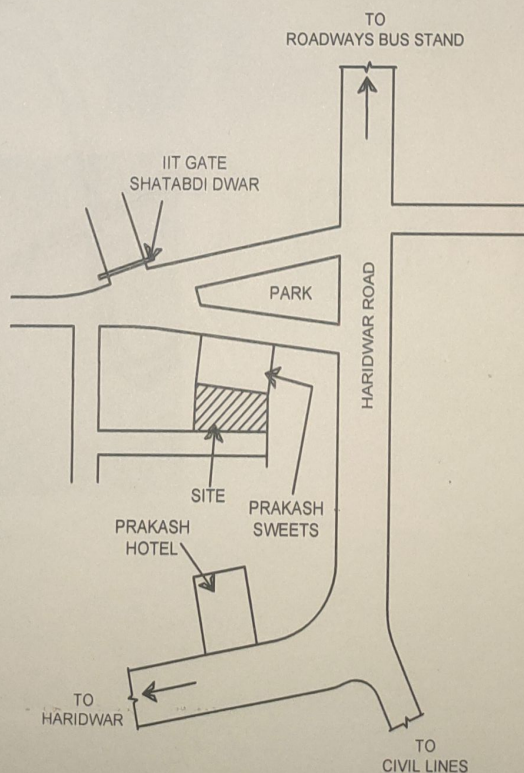 TO
ROADWAYS BUS STAND
IIT GATE
SHATABDI DWAR
PARK
HARIDWAR ROAD
SITE
PRAKASH
SWEETS
PRAKASH
HOTEL
TO
HARIDWAR
TO
CIVIL LINES